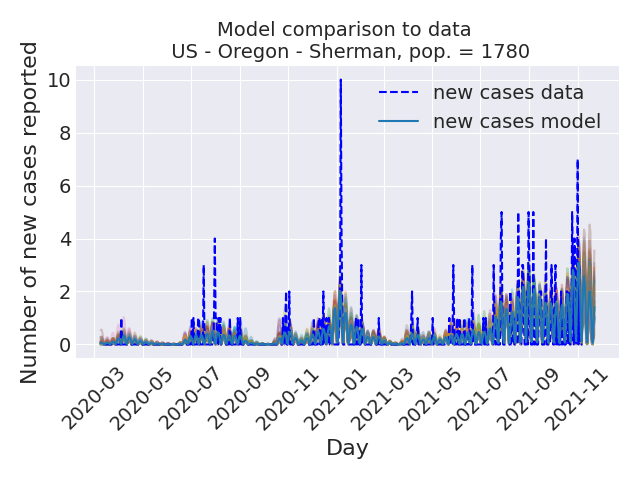 Model comparison to data
US - Oregon - Sherman, pop. = 1780
Number of new cases reported
10
8
6
4
2
0
new cases data
new cases model
2020-03
2020-05
2020-07
2020-09
2020-11
2021-01
2021-03
2021-05
2021-07
2021-09
2021-11
Day